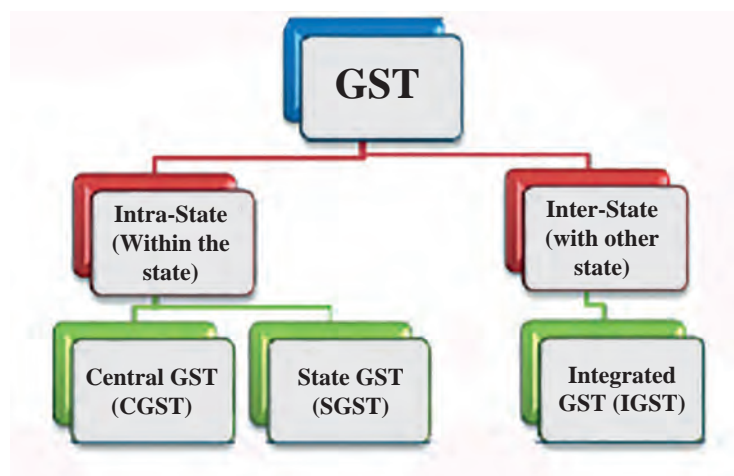 GST
Intra-State
(Within the
state)
Inter-State
(with other
state)
Central GST
(CGST)
State GST
(SGST)
Integrated
GST (IGST)